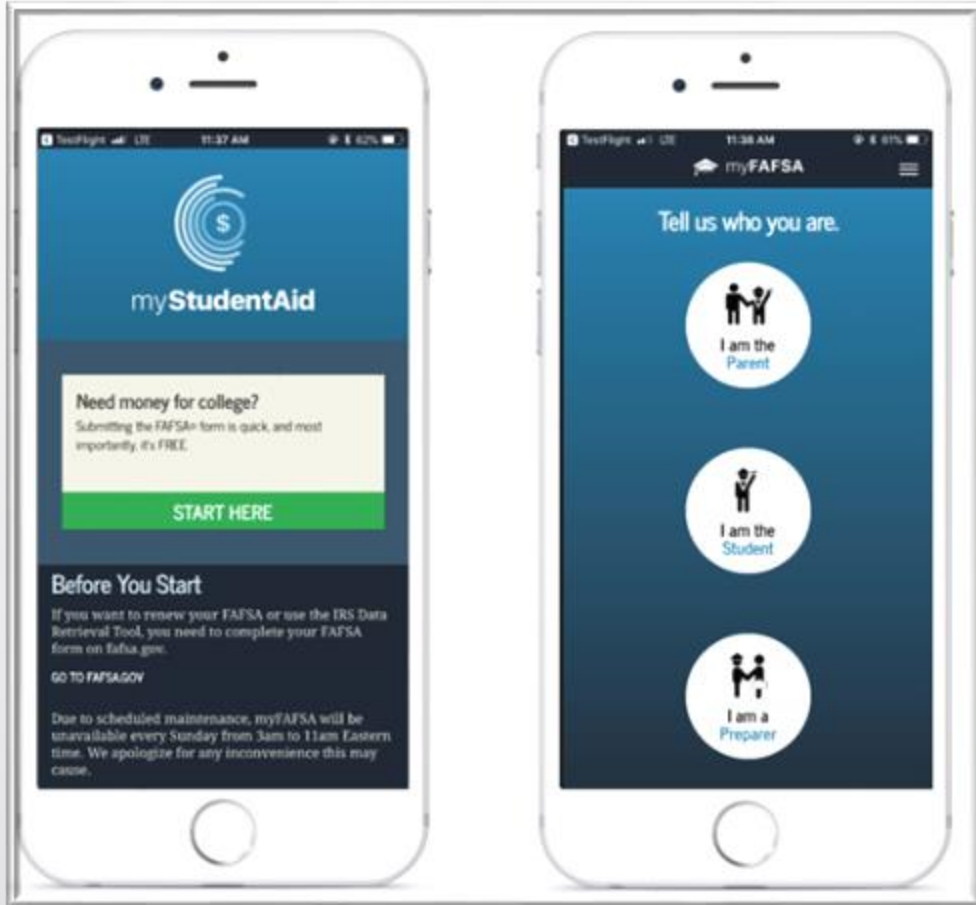 TestFlight LTE 11:37 AM 62%
$
myStudentAid
Need money for college?
Submitting the FAFSA® form is quick, and most
importantly, it's FREE.
START HERE
Before You Start
If you want to renew your FAFSA or use the IRS Data
Retrieval Tool, you need to complete your FAFSA
form on fafsa.gov.
GO TO FAFSA.GOV
Due to scheduled maintenance, myFAFSA will be
unavailable every Sunday from 3am to 11am Eastern
time. We apologize for any inconvenience this may
cause.
TestFlight LTE 11:38 AM 61%
myFAFSA
Tell us who you are.
I am the
Parent
I am the
Student
I am a
Preparer